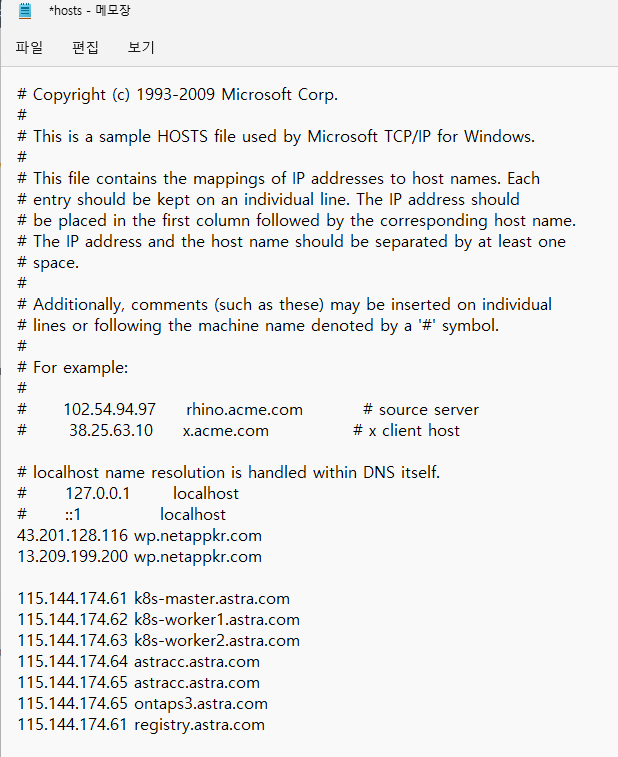 *hosts - 메모장
파일 편집 보기
# Copyright (c) 1993-2009 Microsoft Corp.
#
# This is a sample HOSTS file used by Microsoft TCP/IP for Windows.
#
# This file contains the mappings of IP addresses to host names. Each
# entry should be kept on an individual line. The IP address should
# be placed in the first column followed by the corresponding host name.
# The IP address and the host name should be separated by at least one
# space.
#
# Additionally, comments (such as these) may be inserted on individual
# lines or following the machine name denoted by a '#' symbol.
#
# For example:
#
#      102.54.94.97     rhino.acme.com          # source server
#       38.25.63.10     x.acme.com              # x client host

# localhost name resolution is handled within DNS itself.
#      127.0.0.1       localhost
#      ::1             localhost
43.201.128.116 wp.netappkr.com
13.209.199.200 wp.netappkr.com

115.144.174.61 k8s-master.astra.com
115.144.174.62 k8s-worker1.astra.com
115.144.174.63 k8s-worker2.astra.com
115.144.174.64 astracc.astra.com
115.144.174.65 astracc.astra.com
115.144.174.65 ontaps3.astra.com
115.144.174.61 registry.astra.com